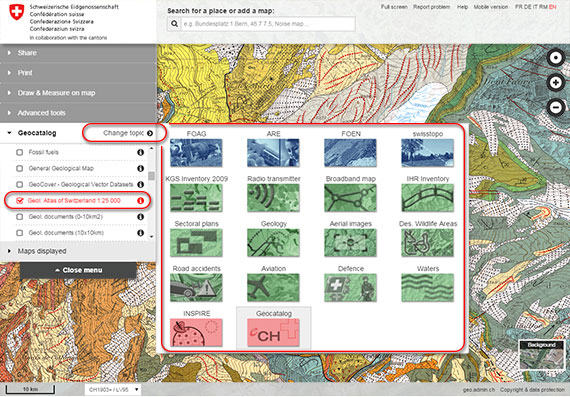 Schweizerische Eidgenossenschaft
Confédération suisse
Confederazione Svizzera
Confederaziun svizra
In collaboration with the cantons
Search for a place or add a map:
e.g. Bundesplatz 1 Bern, 46.7 7.5, Noise map...
Full screen Report problem Help Mobile version FR DE IT RM EN
Share
Print
Draw & Measure on map
Advanced tools
Geocatalog Change topic
Fossil fuels
General Geological Map
GeoCover - Geological Vector Datasets
Geol. Atlas of Switzerland 1:25 000
Geol. documents (0-10km2)
Geol. documents (10x10km)
Maps displayed
Close menu
FOAG ARE FOEN swisstopo
KGS Inventory 2009 Radio transmitter Broadband map IHR Inventory
Sectoral plans Geology Aerial images Des. Wildlife Areas
Road accidents Aviation Defence Waters
INSPIRE Geocatalog
eCH
Background
10 km
CH1903+ / LV95
geo.admin.ch Copyright & data protection